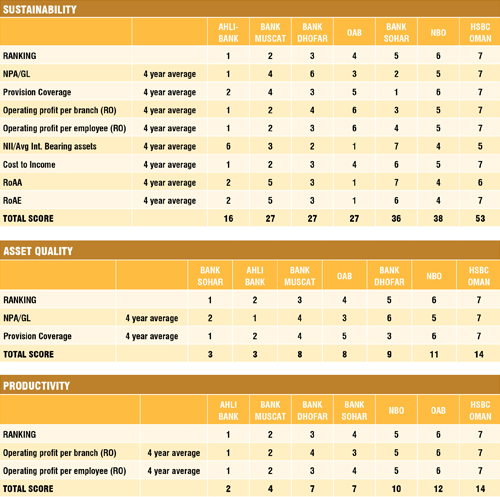 SUSTAINABILITY
AHLI-BANK BANK MUSCAT BANK DHOFAR OAB BANK SOHAR NBO HSBC OMAN
RANKING 1 2 3 4 5 6 7
NPA/GL 4 year average 1 4 6 3 2 5 7
Provision Coverage 4 year average 2 4 3 5 1 6 7
Operating profit per branch (RO) 4 year average 1 2 4 6 3 5 7
Operating profit per employee (RO) 4 year average 1 2 3 6 4 5 7
NII/Avg Int. Bearing assets 4 year average 6 3 2 1 7 4 5
Cost to Income 4 year average 1 2 3 4 6 5 7
RoAA 4 year average 2 5 3 1 7 4 6
RoAE 4 year average 2 5 3 1 6 4 7
TOTAL SCORE 16 27 27 27 36 38 53
ASSET QUALITY
BANK SOHAR AHLI BANK BANK MUSCAT OAB BANK DHOFAR NBO HSBC OMAN
RANKING 1 2 3 4 5 6 7
NPA/GL 4 year average 2 1 4 3 6 5 7
Provision Coverage 4 year average 1 2 4 5 3 6 7
TOTAL SCORE 3 3 8 8 9 11 14
PRODUCTIVITY
AHLI BANK BANK MUSCAT BANK DHOFAR BANK SOHAR NBO OAB HSBC OMAN
RANKING 1 2 3 4 5 6 7
Operating profit per branch (RO) 4 year average 1 2 4 3 5 6 7
Operating profit per employee (RO) 4 year average 1 2 3 4 5 6 7
TOTAL SCORE 2 4 7 7 10 12 14